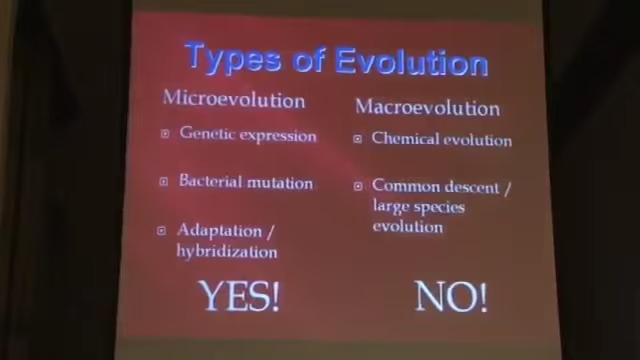 Types of Evolution
Microevolution
Genetic expression
Bacterial mutation
Adaptation /
hybridization
YES!
Macroevolution
Chemical evolution
Common descent /
large species
evolution
NO!